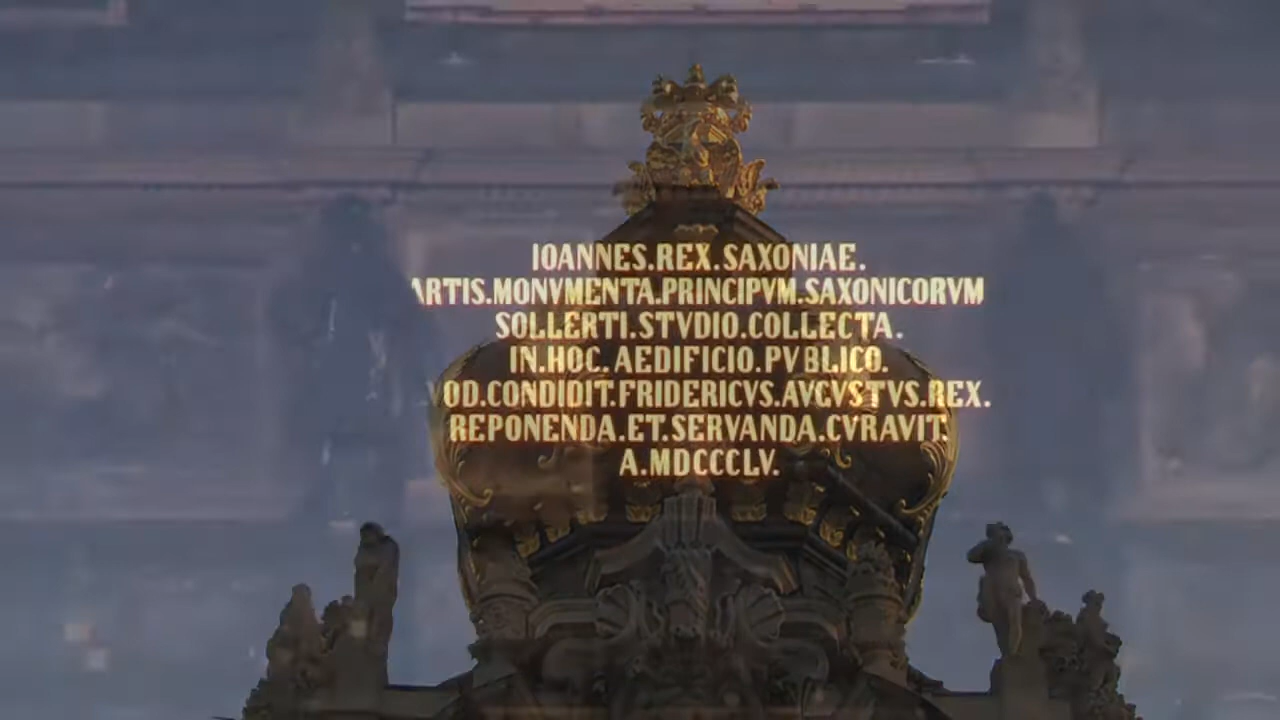 IOANNES.REX.SAXONIAE.
ARTIS.MONVMENTA.PRINCIPVM.SAXONICORVM
SOLLERTI.STVDIO.COLLECTA.
IN.HOC.AEDIFICIO.PVBLICO.
VOD.CONDIDIT.FRIDERICVS.AVGVSTVS.REX.
REPONENDA.ET.SERVANDA.CVRAVIT.
A.MDCCCLV.